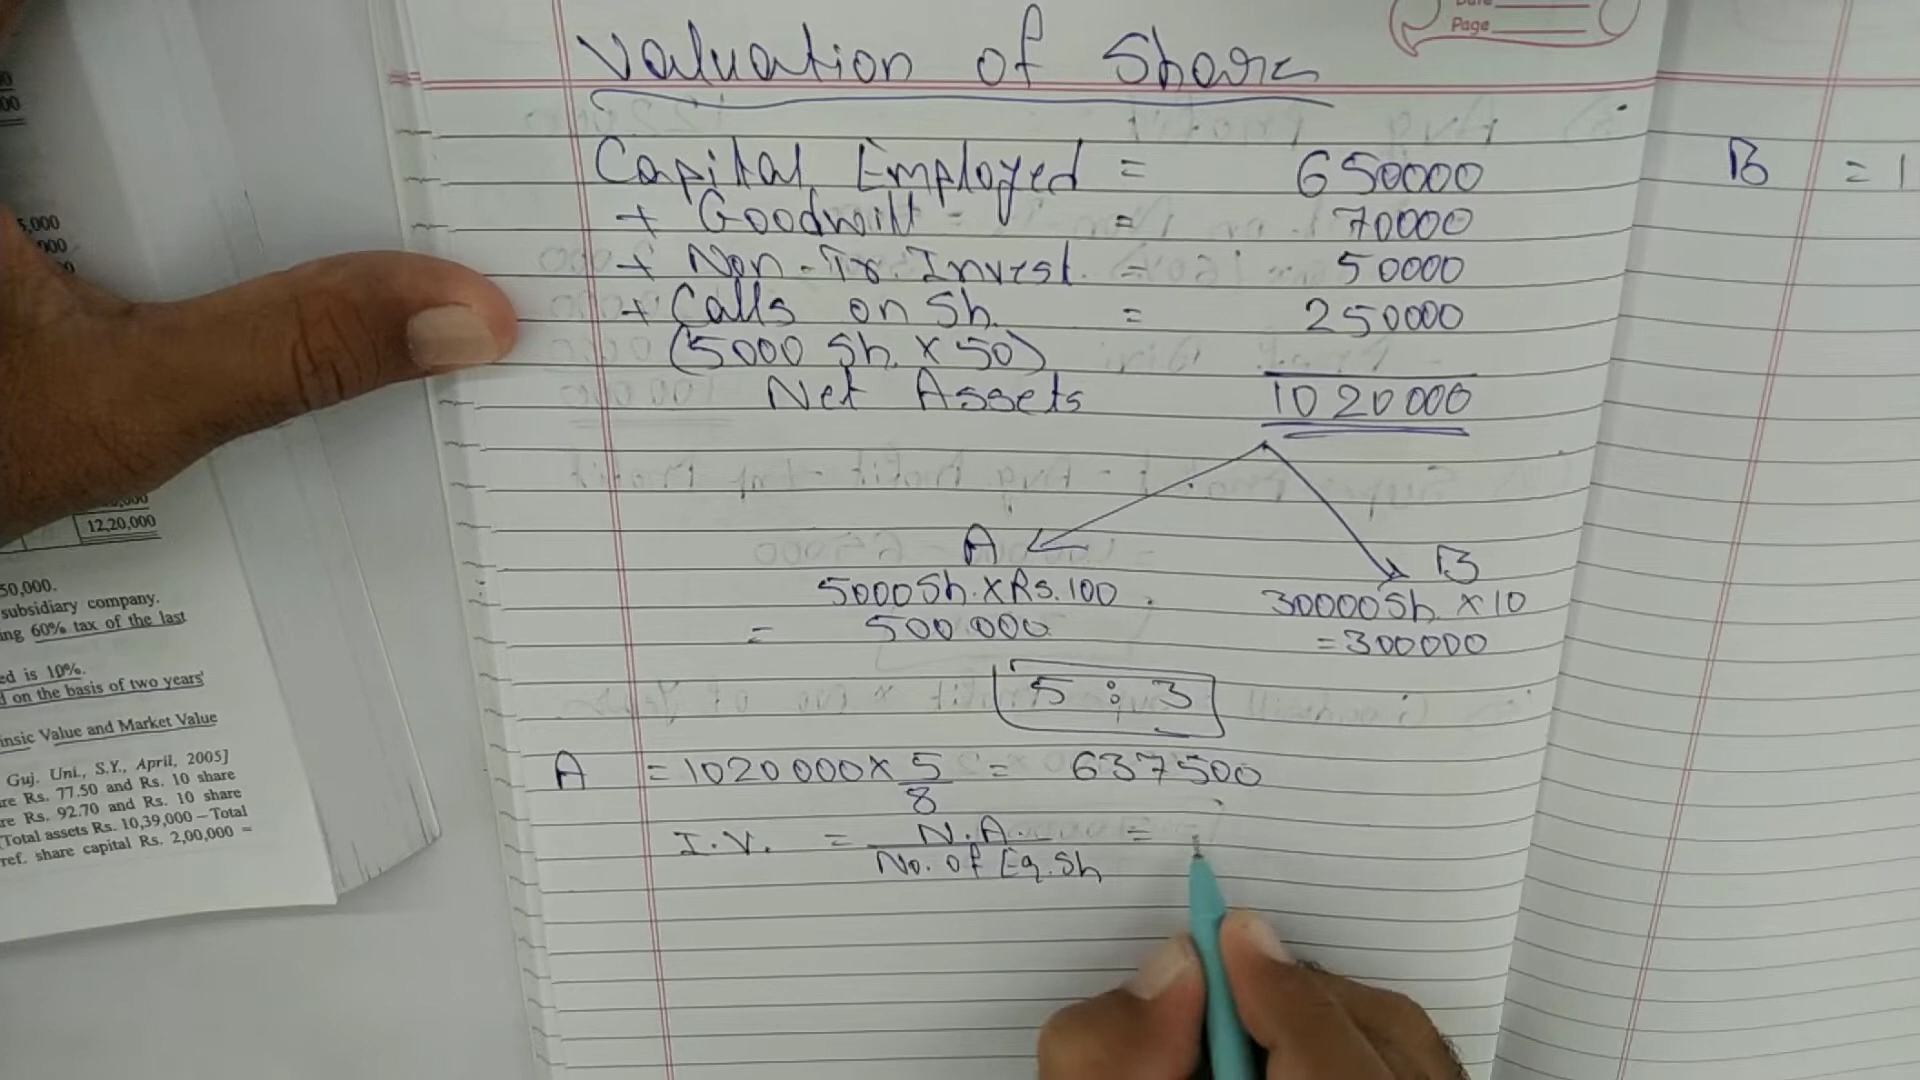 Page
Valuation of Share
Capital Employed = 650000
+ Goodwill = 70000
+ Non-Tr. Invest. = 50000
+ Calls on Sh. = 250000
(5000 Sh. × 50)
Net Assets 1020000
A B
5000 Sh. × Rs. 100 30000 Sh. × 10
= 500000 = 300000
5 : 3
A = 1020000 × 5/8 = 637500
I.V. = N.A. / No. of Eq. Sh =
B = 1
00
5,000
12,20,000
50,000.
subsidiary company.
ing 60% tax of the last
ed is 10%.
d on the basis of two years'
insic Value and Market Value
Guj. Uni., S.Y., April, 2005]
re Rs. 77.50 and Rs. 10 share
re Rs. 92.70 and Rs. 10 share
Total assets Rs. 10,39,000 – Total
ref. share capital Rs. 2,00,000 =